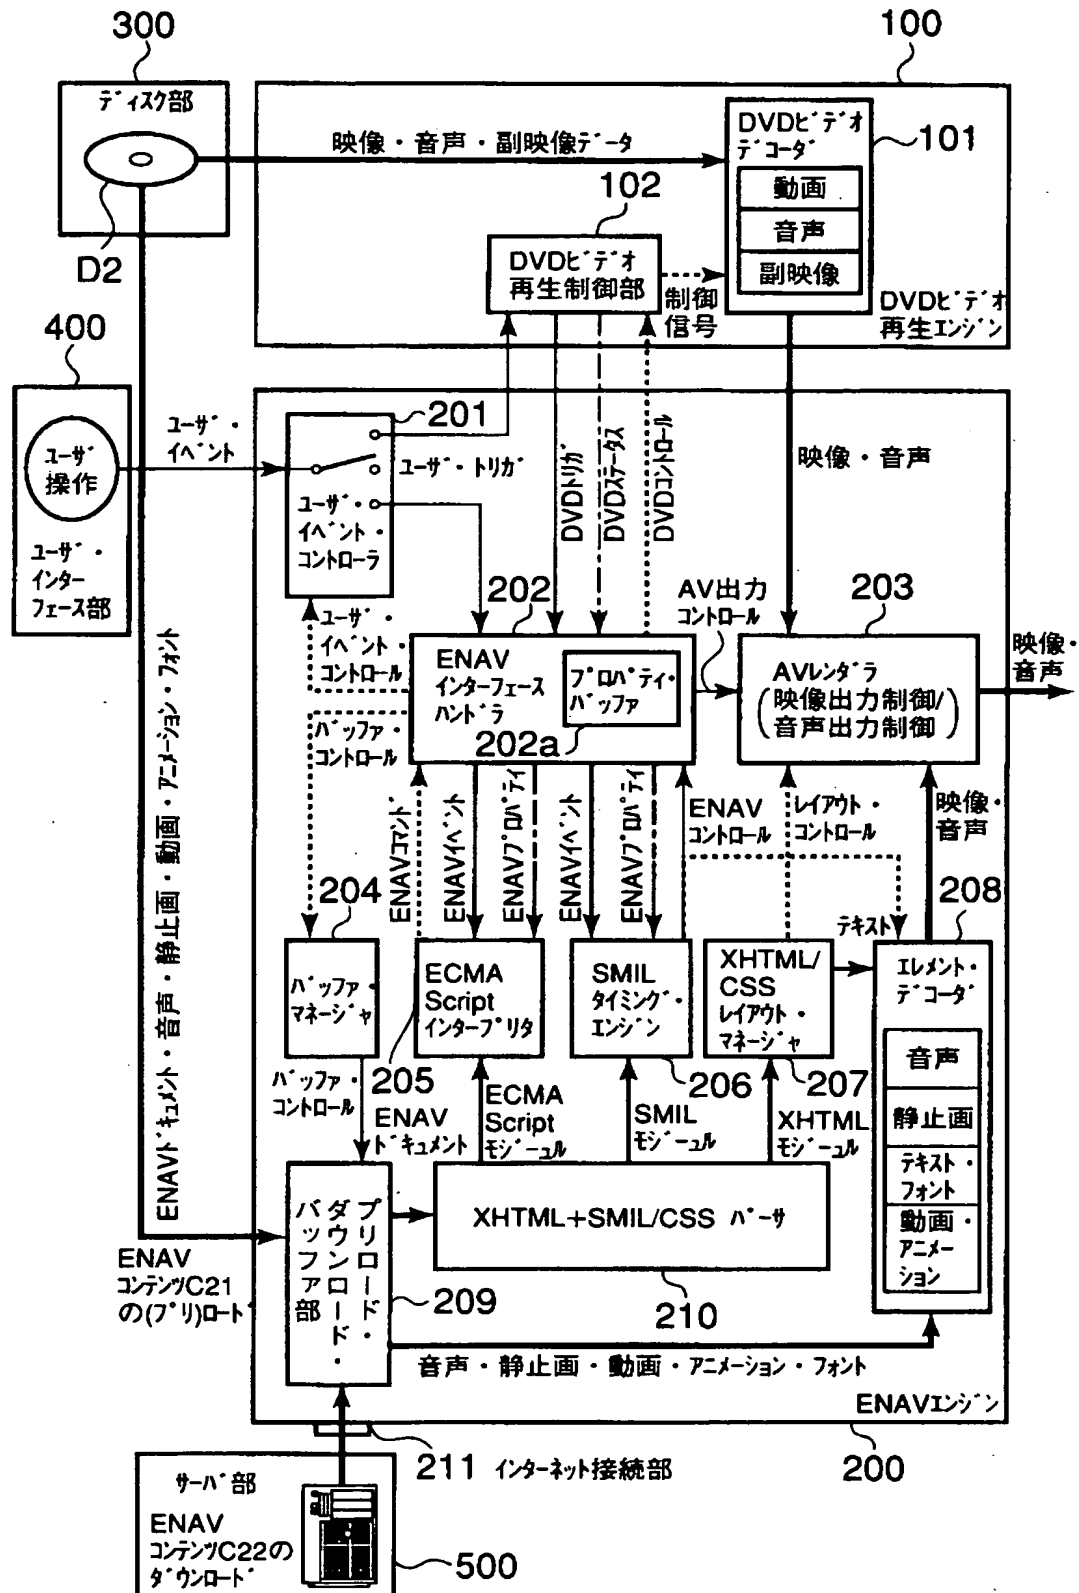 300
ディスク部
D2
100
映像・音声・副映像データ
DVDビデオ
デコーダ
動画
音声
副映像
101
102
DVDビデオ
再生制御部
制御
信号
DVDビデオ
再生エンジン
400
ユーザ
操作
ユーザ・
インター
フェース部
ユーザ・
イベント
201
ユーザ・トリガ
ユーザ・
イベント・
コントローラ
DVDトリガ
DVDステータス
DVDコントロール
映像・音声
202
ENAV
インターフェース
ハンドラ
プロパティ・
バッファ
202a
AV出力
コントロール
203
AVレンダラ
(映像出力制御/
音声出力制御)
映像・
音声
ユーザ・
イベント・
コントロール
バッファ・
コントロール
ENAVドキュメント・音声・静止画・動画・アニメーション・フォント
ENAVコマンド
ENAVイベント
ENAVプロパティ
ENAVイベント
ENAVプロパティ
ENAV
コントロール
レイアウト・
コントロール
映像・
音声
204
バッファ・
マネージャ
ECMA
Script
インタープリタ
205
SMIL
タイミング・
エンジン
206
XHTML/
CSS
レイアウト・
マネージャ
207
テキスト
208
エレメント・
デコーダ
音声
静止画
テキスト・
フォント
動画・
アニメー
ション
バッファ・
コントロール
ENAV
ドキュメント
ECMA
Script
モジュール
SMIL
モジュール
XHTML
モジュール
プリロード・
ダウンロード・
バッファ部
209
XHTML+SMIL/CSS パーサ
210
ENAV
コンテンツC21
の(プリ)ロード
音声・静止画・動画・アニメーション・フォント
ENAVエンジン
200
211 インターネット接続部
サーバ部
ENAV
コンテンツC22の
ダウンロード
500